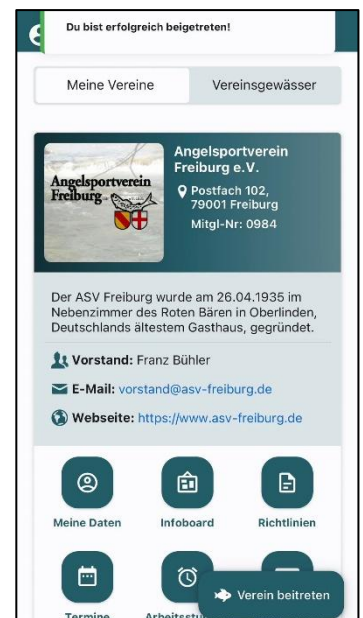 Du bist erfolgreich beigetreten!
Meine Vereine
Vereinsgewässer
Angelsportverein
Freiburg
Angelsportverein
Freiburg e.V.
Postfach 102,
79001 Freiburg
Mitgl-Nr: 0984
Der ASV Freiburg wurde am 26.04.1935 im
Nebenzimmer des Roten Bären in Oberlinden,
Deutschlands ältestem Gasthaus, gegründet.
Vorstand: Franz Bühler
E-Mail: vorstand@asv-freiburg.de
Webseite: https://www.asv-freiburg.de
Meine Daten
Infoboard
Richtlinien
Verein beitreten
Termine